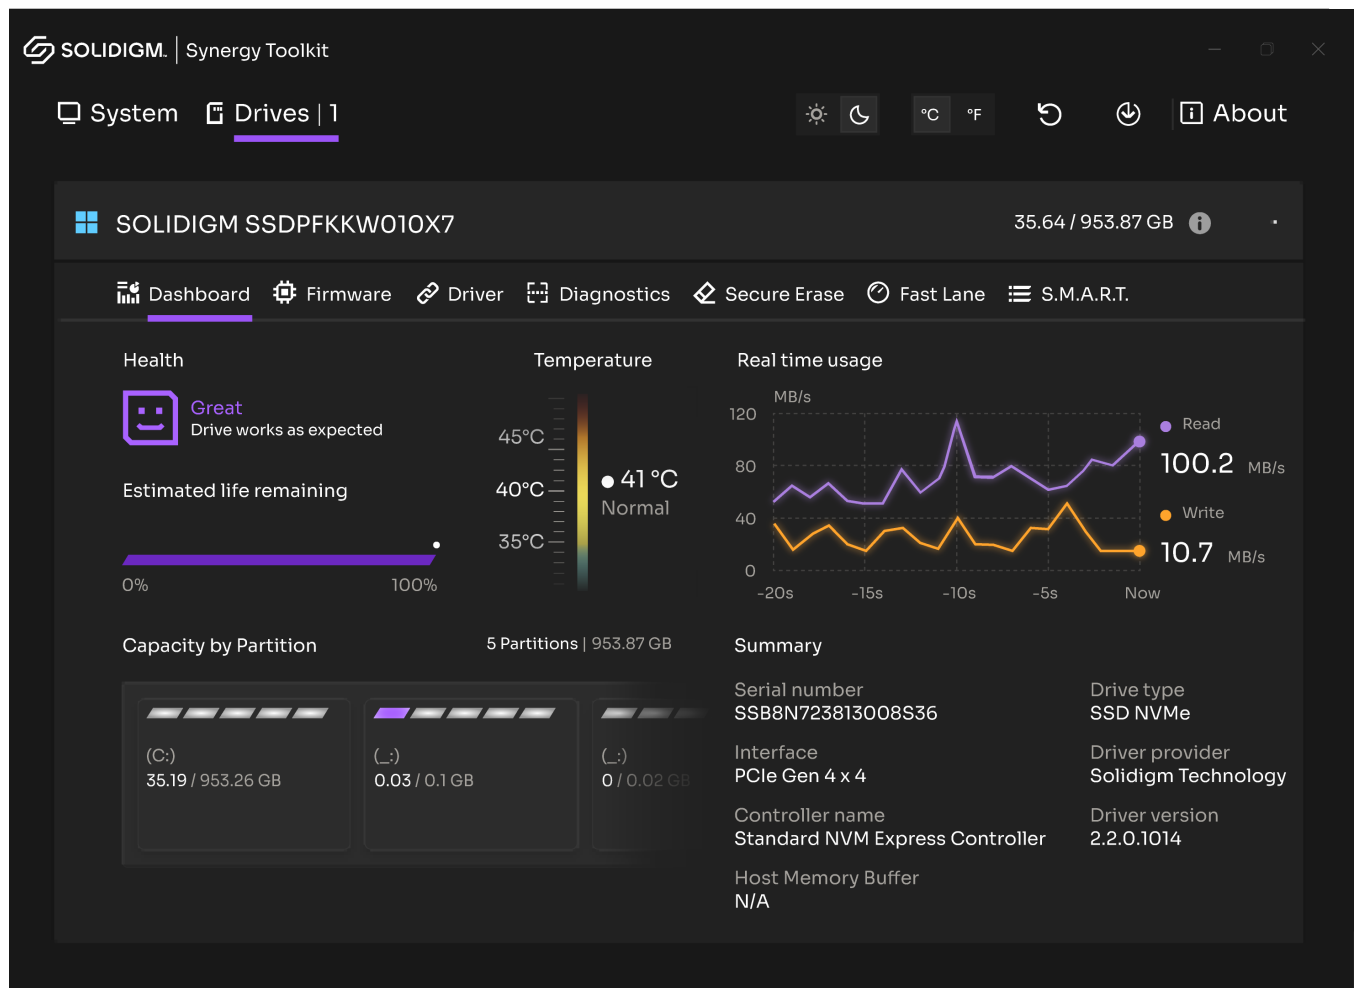 SOLIDIGM. Synergy Toolkit
System Drives | 1 °C °F About
SOLIDIGM SSDPFKKW010X7 35.64 / 953.87 GB
Dashboard Firmware Driver Diagnostics Secure Erase Fast Lane S.M.A.R.T.
Health
Great
Drive works as expected
Estimated life remaining
0% 100%
Temperature
45°C
40°C
35°C
41 °C
Normal
Real time usage
MB/s
120
80
40
0
-20s -15s -10s -5s Now
Read
100.2 MB/s
Write
10.7 MB/s
Capacity by Partition 5 Partitions | 953.87 GB
(C:)
35.19 / 953.26 GB
(_:)
0.03 / 0.1 GB
(_:)
0 / 0.02 GB
Summary
Serial number
SSB8N723813008S36
Drive type
SSD NVMe
Interface
PCIe Gen 4 x 4
Driver provider
Solidigm Technology
Controller name
Standard NVM Express Controller
Driver version
2.2.0.1014
Host Memory Buffer
N/A